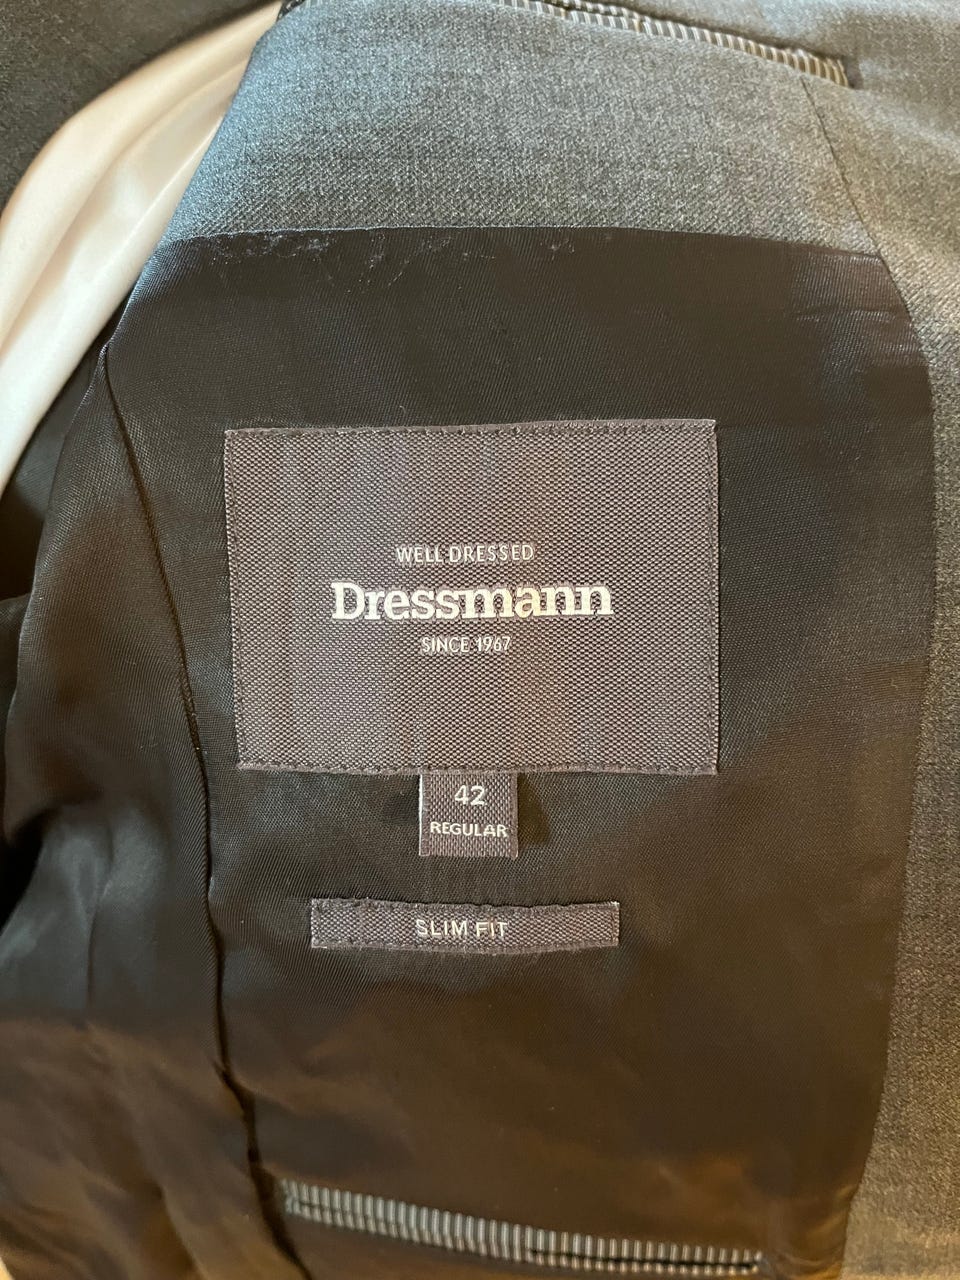 WELL DRESSED
Dressmann
SINCE 1967
42
REGULAR
SLIM FIT